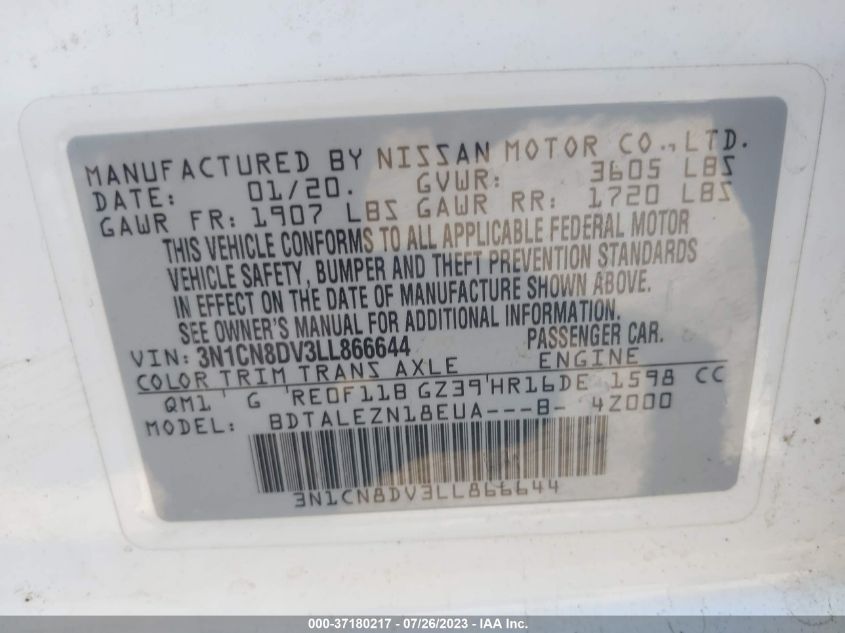 MANUFACTURED BY NISSAN MOTOR CO.,LTD.
DATE: 01/20. GVWR: 3605 LBS
GAWR FR: 1907 LBS GAWR RR: 1720 LBS
THIS VEHICLE CONFORMS TO ALL APPLICABLE FEDERAL MOTOR
VEHICLE SAFETY, BUMPER AND THEFT PREVENTION STANDARDS
IN EFFECT ON THE DATE OF MANUFACTURE SHOWN ABOVE.
SEE OWNER'S MANUAL FOR ADDITIONAL INFORMATION.
VIN: 3N1CN8DV3LL866644 PASSENGER CAR.
COLOR TRIM TRANS AXLE ENGINE
QM1 G RE0F11B GZ39 HR16DE 1598 CC
MODEL: BDTALEZN18EUA---B- 4Z000
3N1CN8DV3LL866644
000-37180217 - 07/26/2023 - IAA Inc.